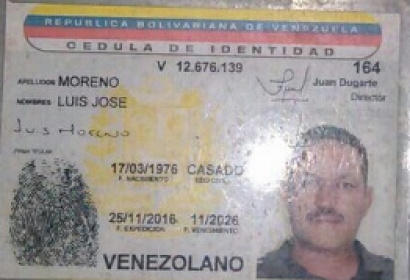 REPUBLICA BOLIVARIANA DE VENEZUELA
CEDULA DE IDENTIDAD
V 12.676.139 164
APELLIDOS MORENO
Juan Dugarte
Director
NOMBRES LUIS JOSE
Luis Moreno
FIRMA TITULAR
17/03/1976 CASADO
F. NACIMIENTO EDO CIVIL
25/11/2016 11/2026
F. EXPEDICION F. VENCIMIENTO
VENEZOLANO